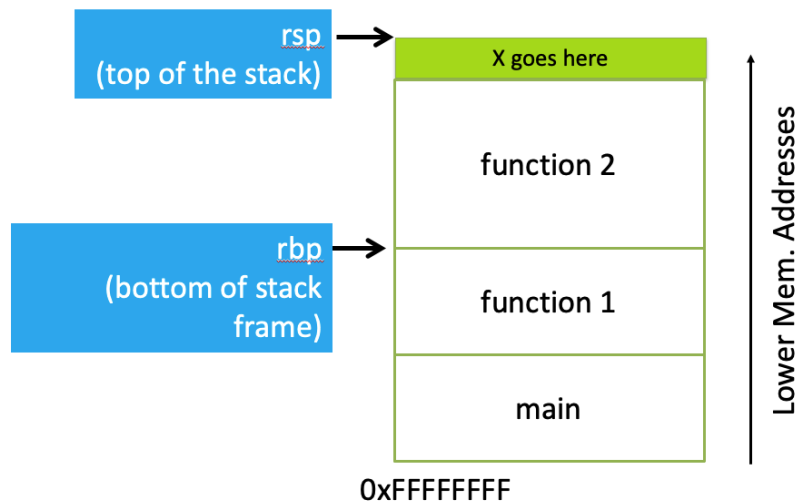 rsp
(top of the stack)
X goes here
function 2
rbp
(bottom of stack
frame)
function 1
main
0xFFFFFFFF
Lower Mem. Addresses